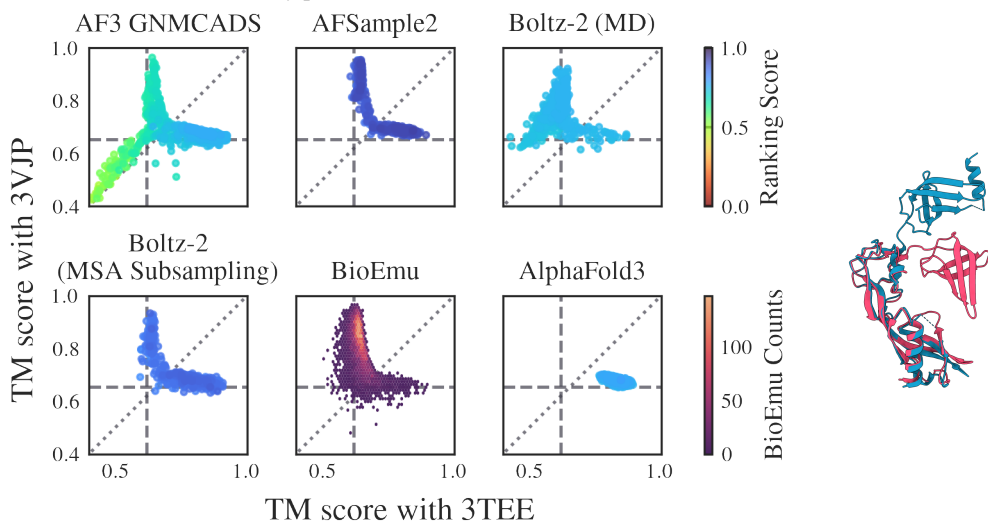 AF3 GNMCADS
AFSample2
Boltz-2 (MD)
1.0
0.8
0.6
0.4
1.0
0.5
0.0
Ranking Score
TM score with 3VJP
Boltz-2
(MSA Subsampling)
BioEmu
AlphaFold3
1.0
0.8
0.6
0.4
0.5
1.0
0.5
1.0
0.5
1.0
100
50
0
BioEmu Counts
TM score with 3TEE